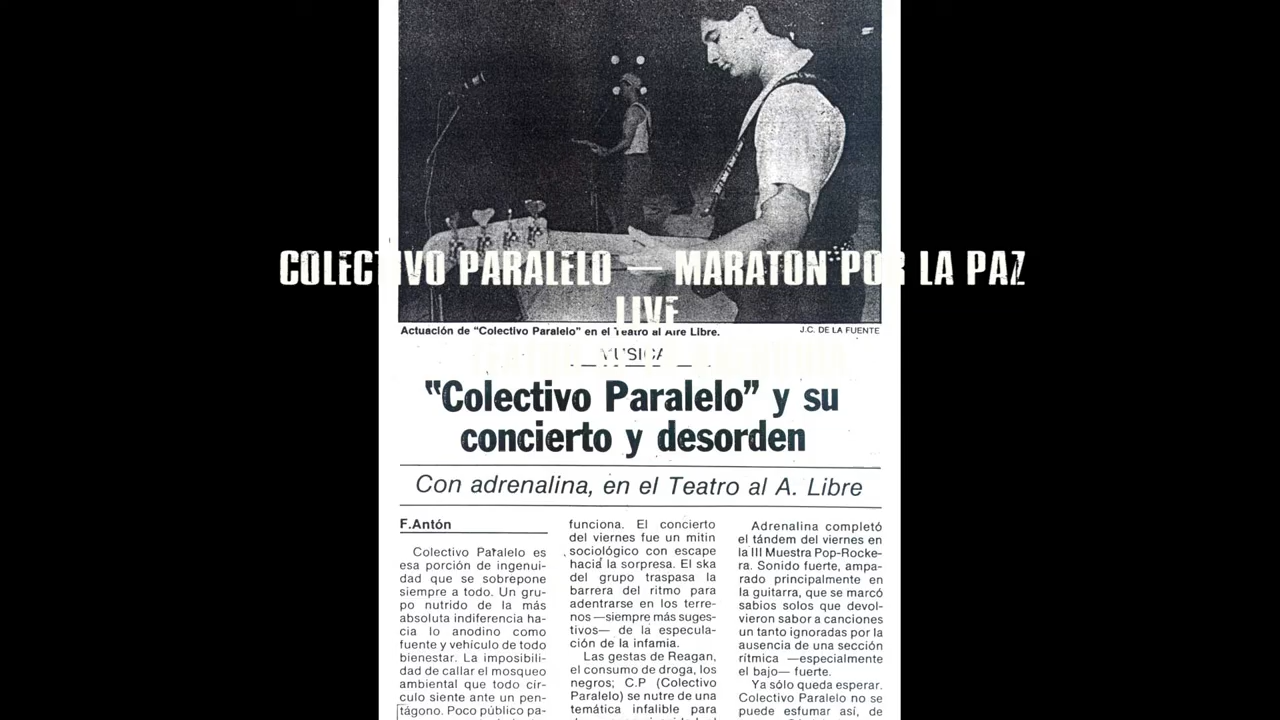 COLECTIVO PARALELO — MARATON POR LA PAZ
LIVE
Actuación de "Colectivo Paralelo" en el Teatro al Aire Libre.
J.C. DE LA FUENTE
MUSICA
"Colectivo Paralelo" y su
concierto y desorden
Con adrenalina, en el Teatro al A. Libre
F.Antón
Colectivo Paralelo es
esa porción de ingenui-
dad que se sobrepone
siempre a todo. Un gru-
po nutrido de la más
absoluta indiferencia ha-
cia lo anodino como
fuente y vehículo de todo
bienestar. La imposibili-
dad de callar el mosqueo
ambiental que todo cír-
culo siente ante un pen-
tágono. Poco público pa-
funciona. El concierto
del viernes fue un mitin
sociológico con escape
hacia la sorpresa. El ska
del grupo traspasa la
barrera del ritmo para
adentrarse en los terre-
nos —siempre más suges-
tivos— de la especula-
ción de la infamia.
Las gestas de Reagan,
el consumo de droga, los
negros; C.P (Colectivo
Paralelo) se nutre de una
temática infalible para
Adrenalina completó
el tándem del viernes en
la III Muestra Pop-Rocke-
ra. Sonido fuerte, ampa-
rado principalmente en
la guitarra, que se marcó
sabios solos que devol-
vieron sabor a canciones
un tanto ignoradas por la
ausencia de una sección
rítmica —especialmente
el bajo— fuerte.
Ya sólo queda esperar.
Colectivo Paralelo no se
puede esfumar así, de